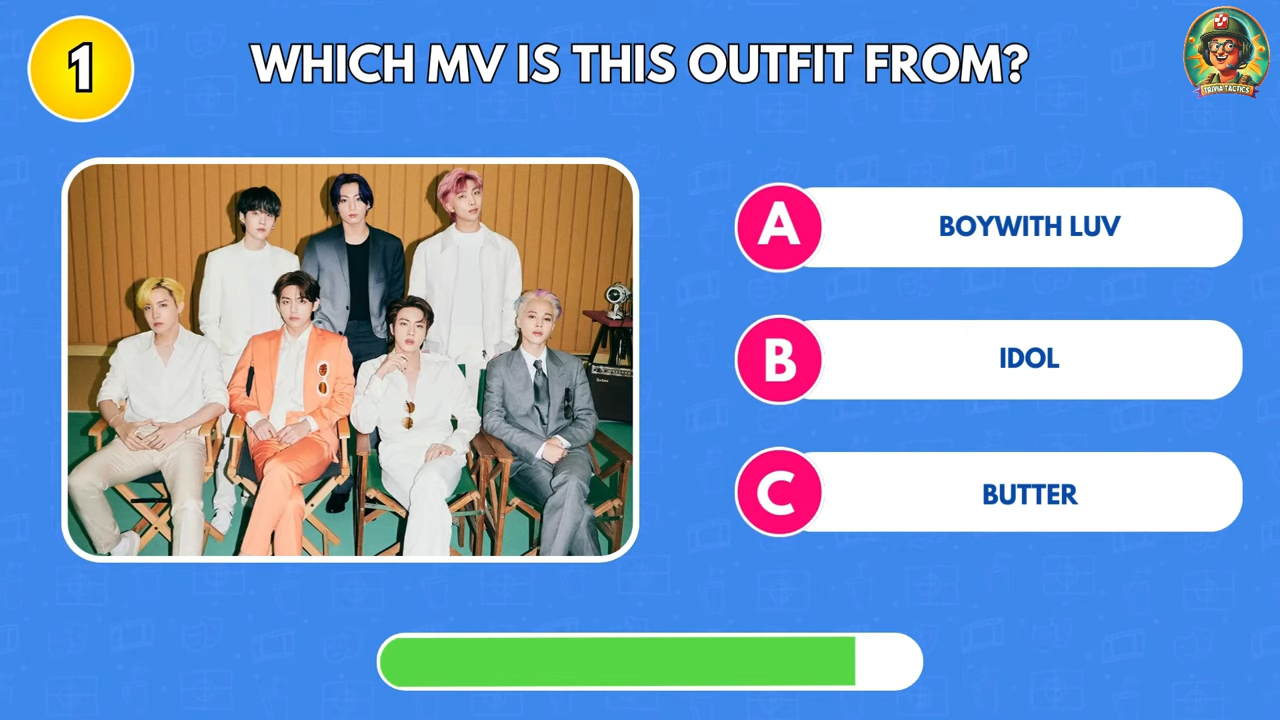 1
WHICH MV IS THIS OUTFIT FROM?
TRIVIA TACTICS
A
BOYWITH LUV
B
IDOL
C
BUTTER